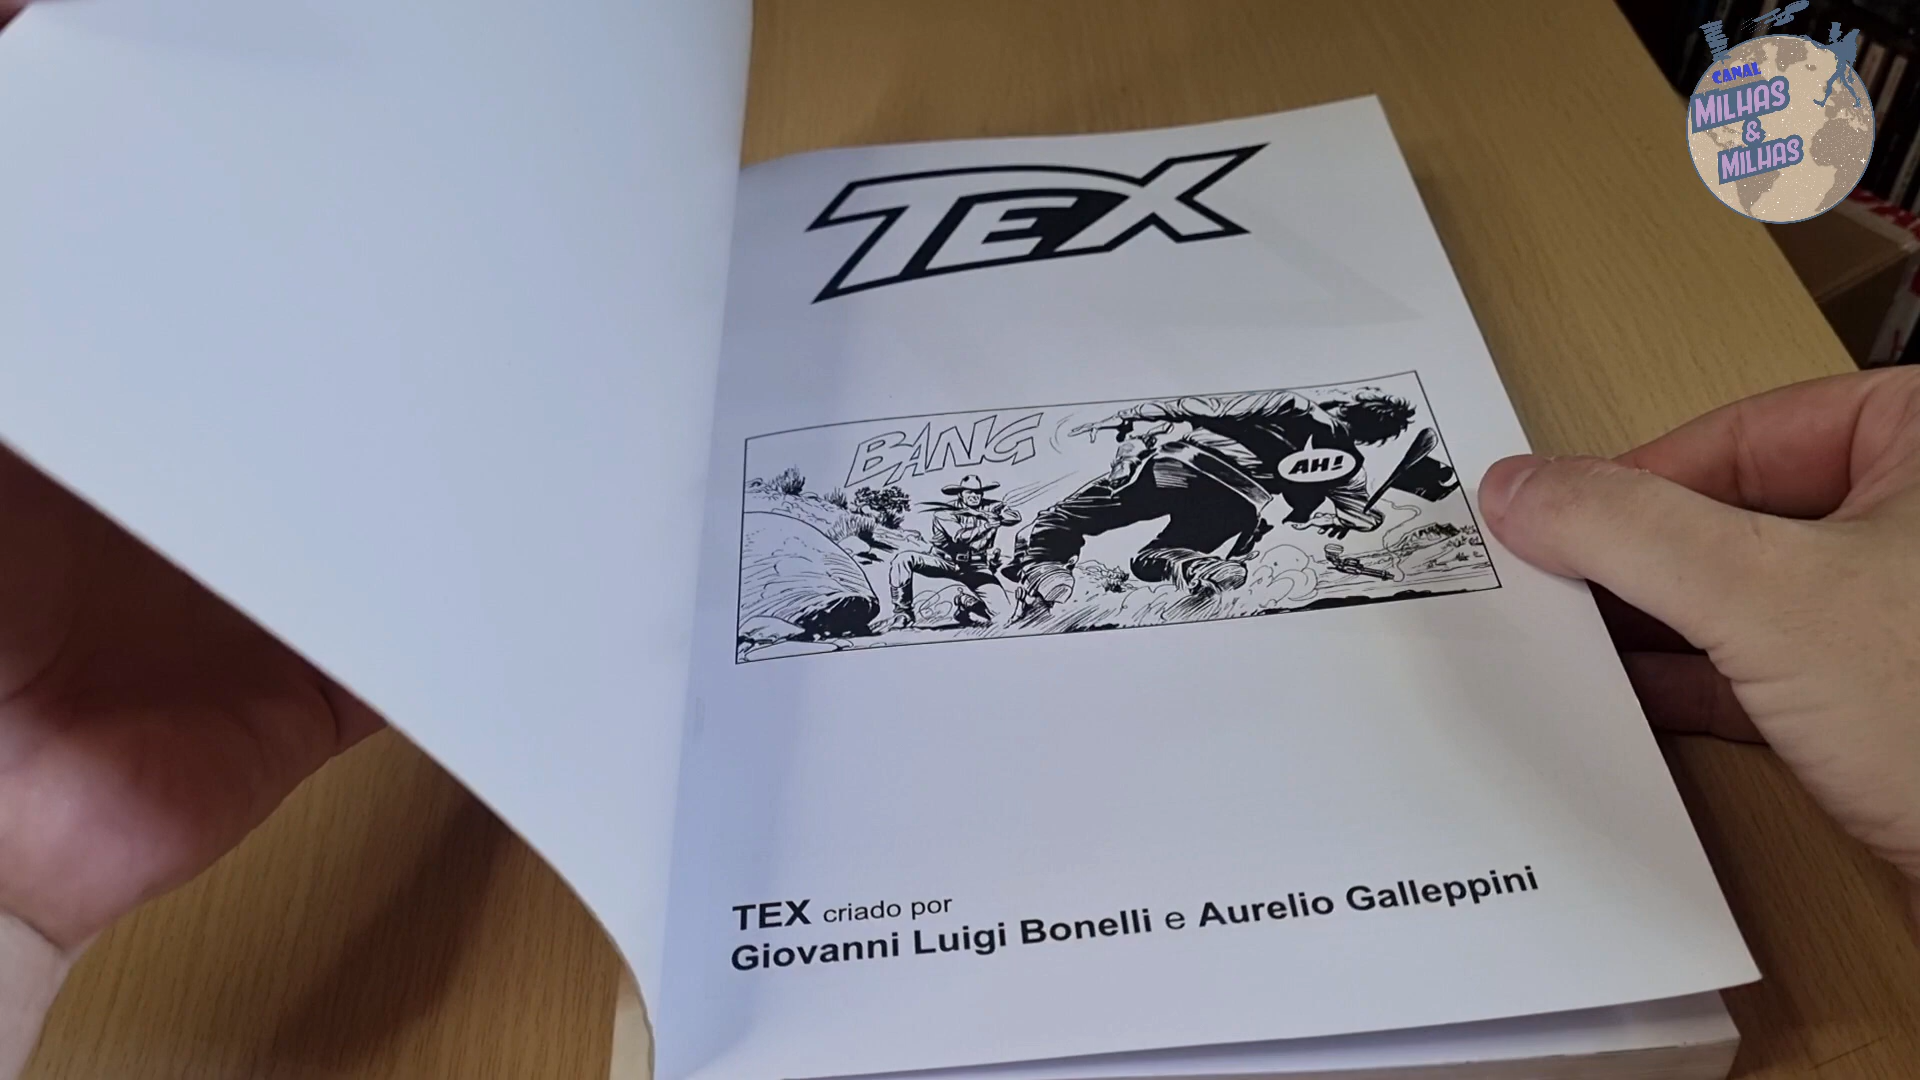 CANAL
MILHAS
&
MILHAS
TEX
BANG
AH!
TEX criado por
Giovanni Luigi Bonelli e Aurelio Galleppini